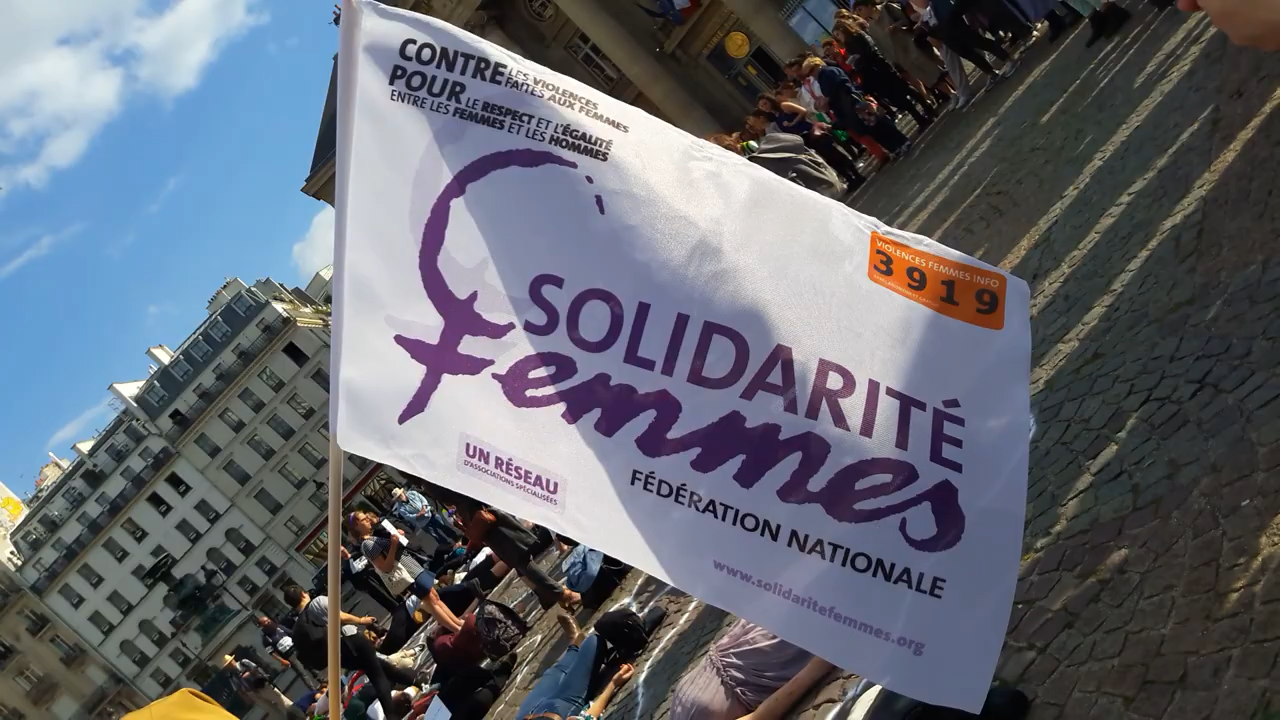 CONTRE LES VIOLENCES
FAITES AUX FEMMES
POUR LE RESPECT ET L'ÉGALITÉ
ENTRE LES FEMMES ET LES HOMMES
VIOLENCES FEMMES INFO
3919
SOLIDARITÉ
femmes
UN RÉSEAU
D'ASSOCIATIONS SPÉCIALISÉES
FÉDÉRATION NATIONALE
www.solidaritefemmes.org